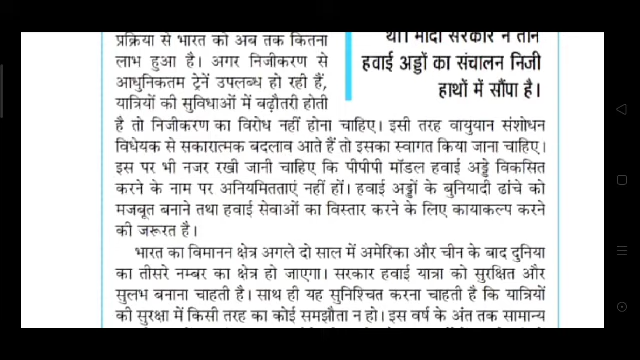 प्रक्रिया से भारत को अब तक कितना
लाभ हुआ है। अगर निजीकरण से
आधुनिकतम ट्रेनें उपलब्ध हो रही हैं,
यात्रियों की सुविधाओं में बढ़ौतरी होती
था। मोदी सरकार ने तीन
हवाई अड्डों का संचालन निजी
हाथों में सौंपा है।
है तो निजीकरण का विरोध नहीं होना चाहिए। इसी तरह वायुयान संशोधन
विधेयक से सकारात्मक बदलाव आते हैं तो इसका स्वागत किया जाना चाहिए।
इस पर भी नजर रखी जानी चाहिए कि पीपीपी मॉडल हवाई अड्डे विकसित
करने के नाम पर अनियमितताएं नहीं हों। हवाई अड्डों के बुनियादी ढांचे को
मजबूत बनाने तथा हवाई सेवाओं का विस्तार करने के लिए कायाकल्प करने
की जरूरत है।
भारत का विमानन क्षेत्र अगले दो साल में अमेरिका और चीन के बाद दुनिया
का तीसरे नम्बर का क्षेत्र हो जाएगा। सरकार हवाई यात्रा को सुरक्षित और
सुलभ बनाना चाहती है। साथ ही यह सुनिश्चित करना चाहती है कि यात्रियों
की सुरक्षा में किसी तरह का कोई समझौता न हो। इस वर्ष के अंत तक सामान्य